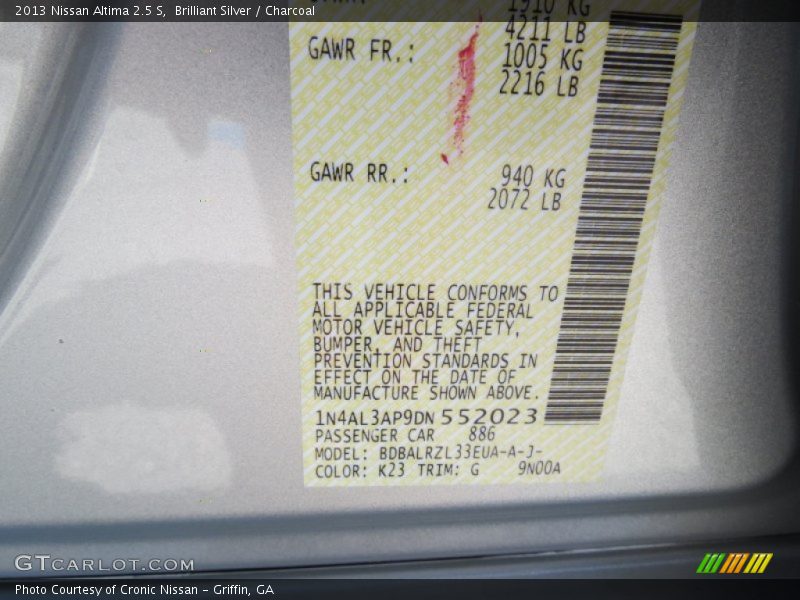 2013 Nissan Altima 2.5 S, Brilliant Silver / Charcoal
1910 KG
4211 LB
GAWR FR.: 1005 KG
2216 LB
GAWR RR.: 940 KG
2072 LB
THIS VEHICLE CONFORMS TO
ALL APPLICABLE FEDERAL
MOTOR VEHICLE SAFETY,
BUMPER, AND THEFT
PREVENTION STANDARDS IN
EFFECT ON THE DATE OF
MANUFACTURE SHOWN ABOVE.
1N4AL3AP9DN552023
PASSENGER CAR 886
MODEL: BDBALRZL33EUA-A-J-
COLOR: K23 TRIM: G 9N00A
GTCARLOT.COM
Photo Courtesy of Cronic Nissan – Griffin, GA